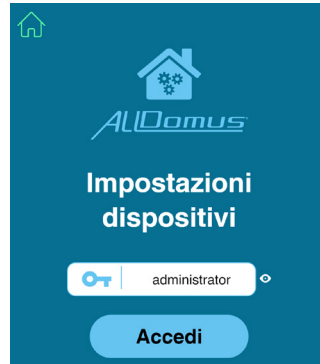 ALLDomus
Impostazioni
dispositivi
administrator
Accedi